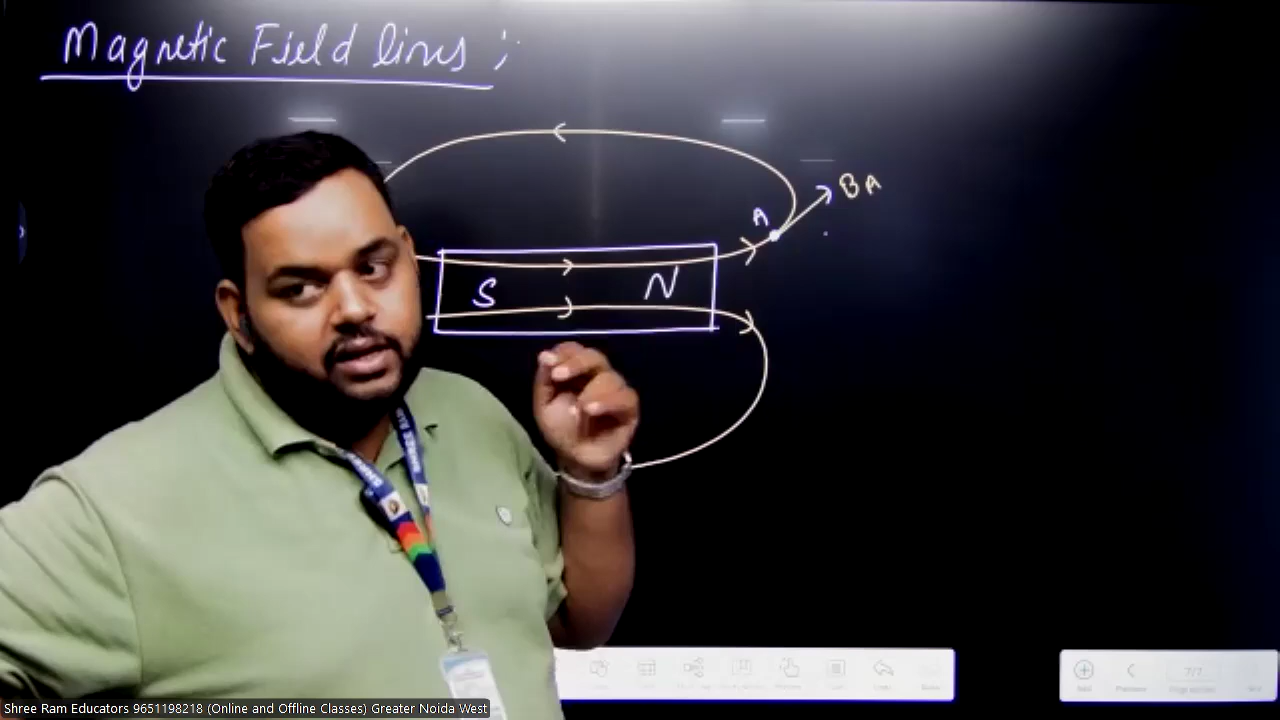 Magnetic Field lines :
A
BA
S
N
Shree Ram Educators 9651198218 (Online and Offline Classes) Greater Noida West